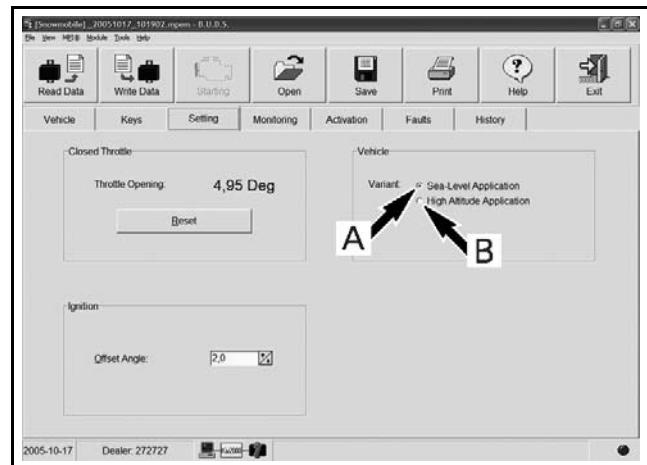 [Snowmobile] _20051017_101902.mpem - B.U.D.S.
File View MPEM Module Tools Help
Read Data Write Data Starting Open Save Print Help Exit
Vehicle Keys Setting Monitoring Activation Faults History
Closed Throttle
Throttle Opening: 4,95 Deg
Reset
Vehicle
Variant: Sea-Level Application
High Altitude Application
A
B
Ignition
Offset Angle: 2,0
2005-10-17 Dealer: 272727 Kw2000